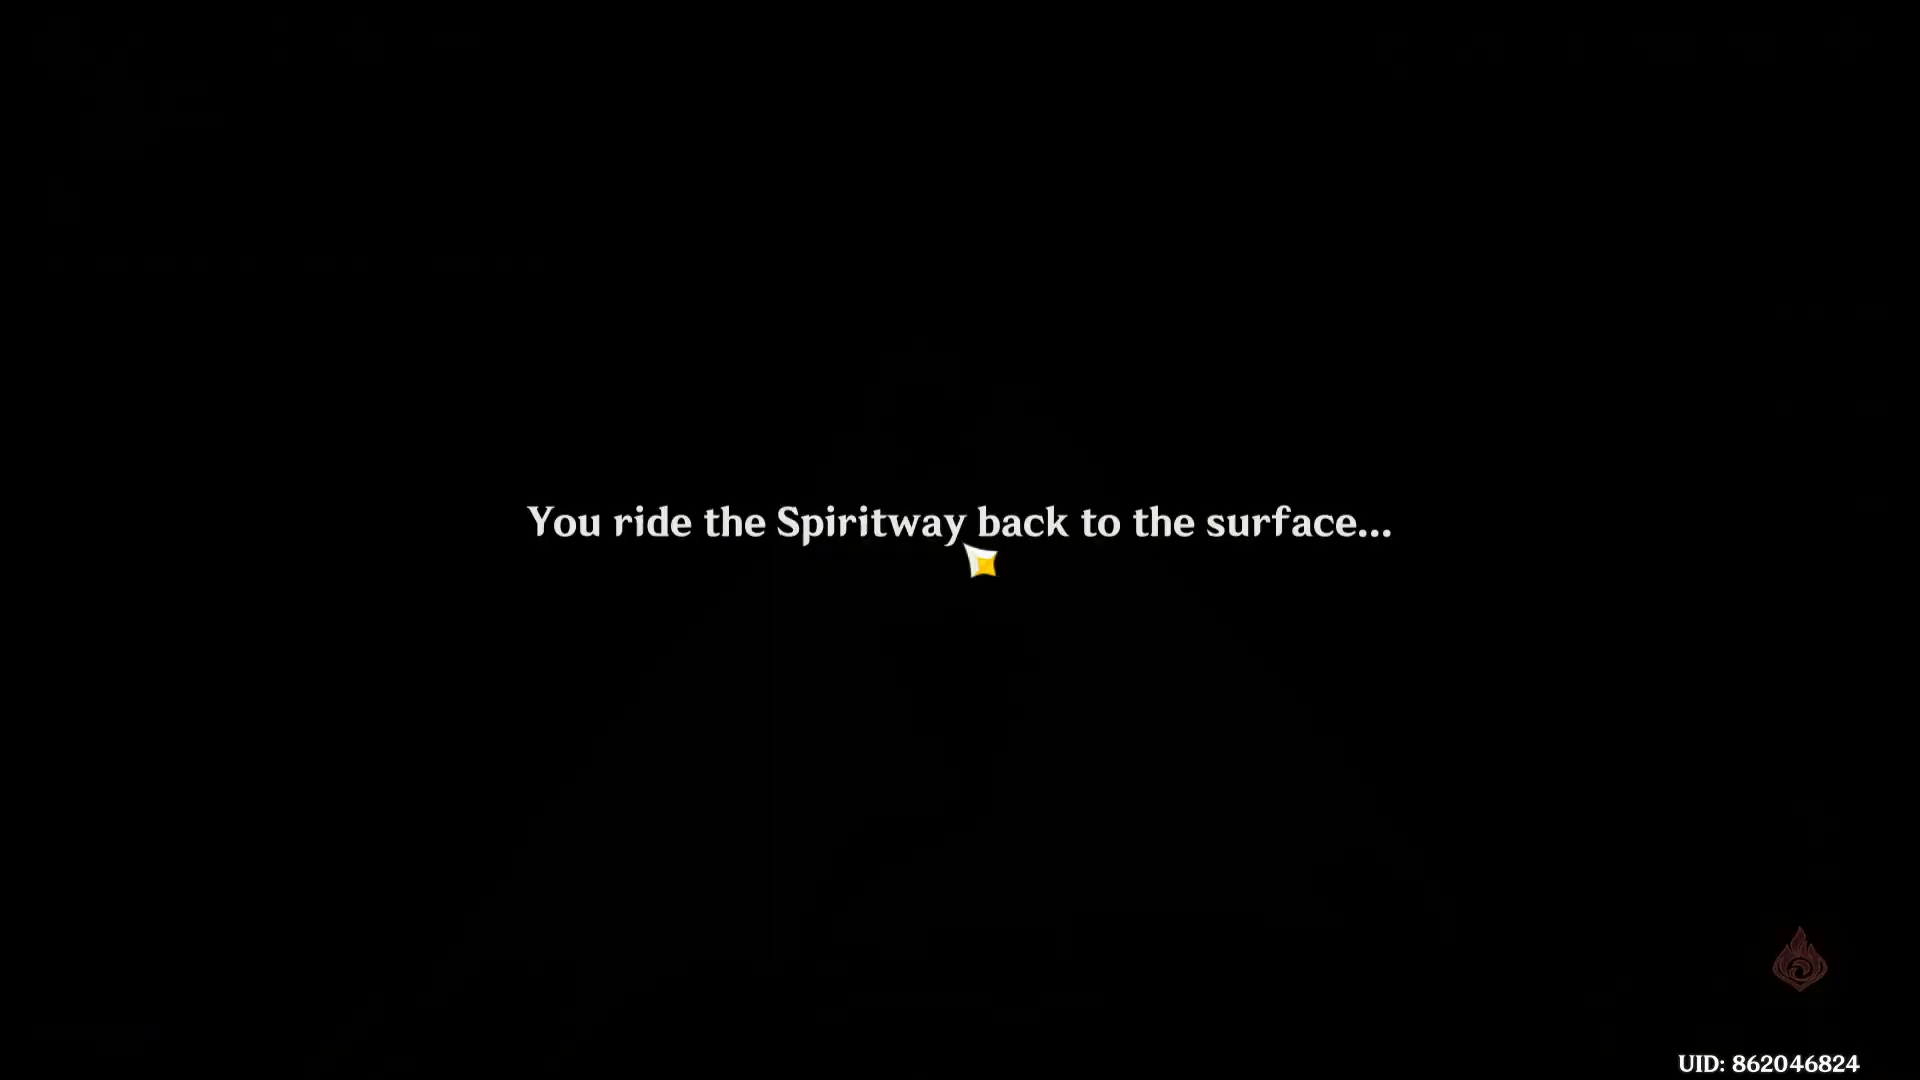 You ride the Spiritway back to the surface...
UID: 862046824